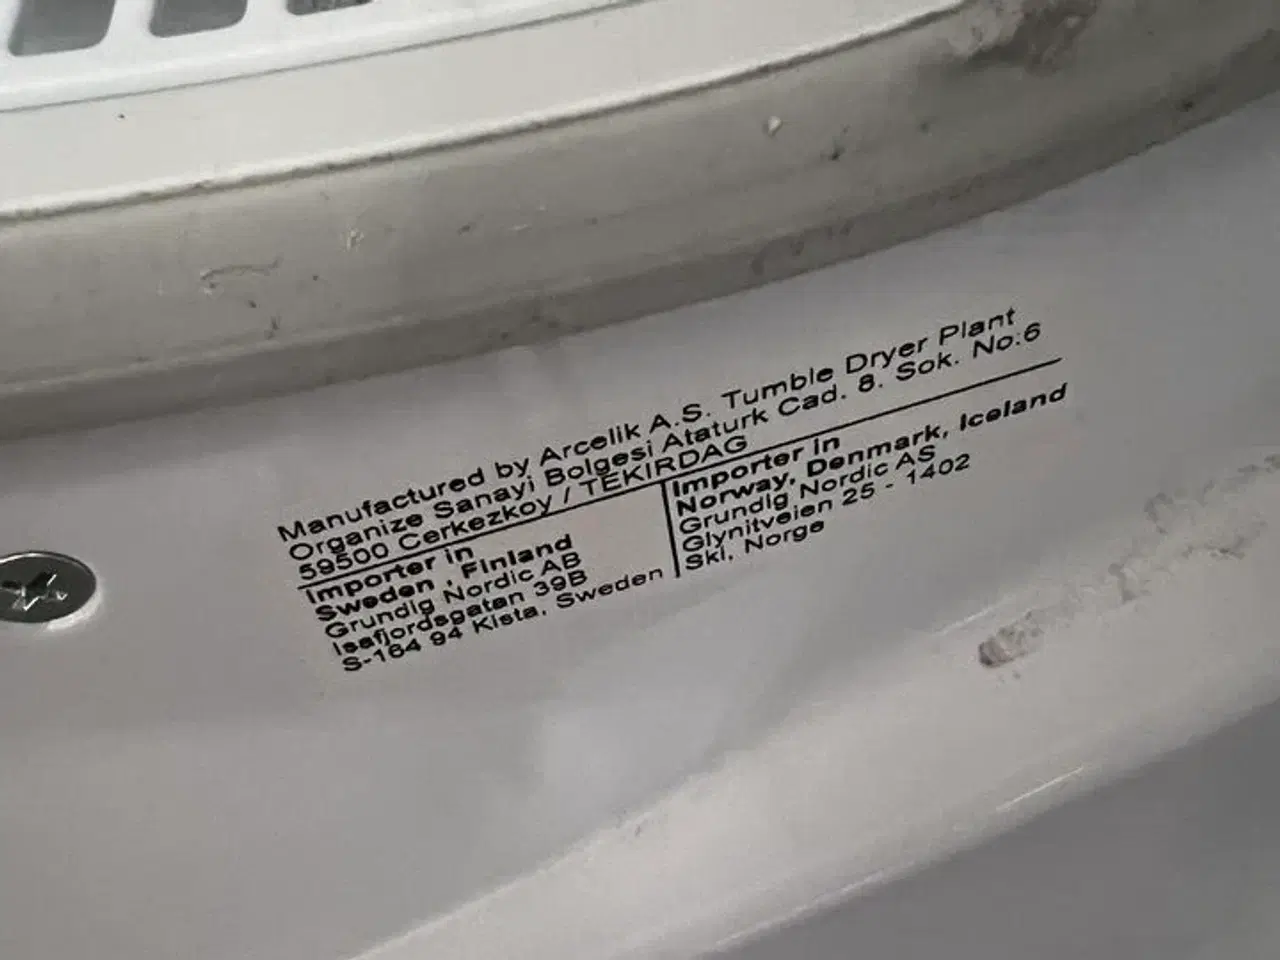 Manufactured by Arcelik A.S. Tumble Dryer Plant
Organize Sanayi Bolgesi Ataturk Cad. 8. Sok. No:6
59500 Cerkezkoy / TEKIRDAG
Importer in
Sweden , Finland
Grundig Nordic AB
Isafjordsgatan 39B
S-164 94 Kista, Sweden
Importer in
Norway, Denmark, Iceland
Grundig Nordic AS
Glynitveien 25 - 1402
Ski, Norge